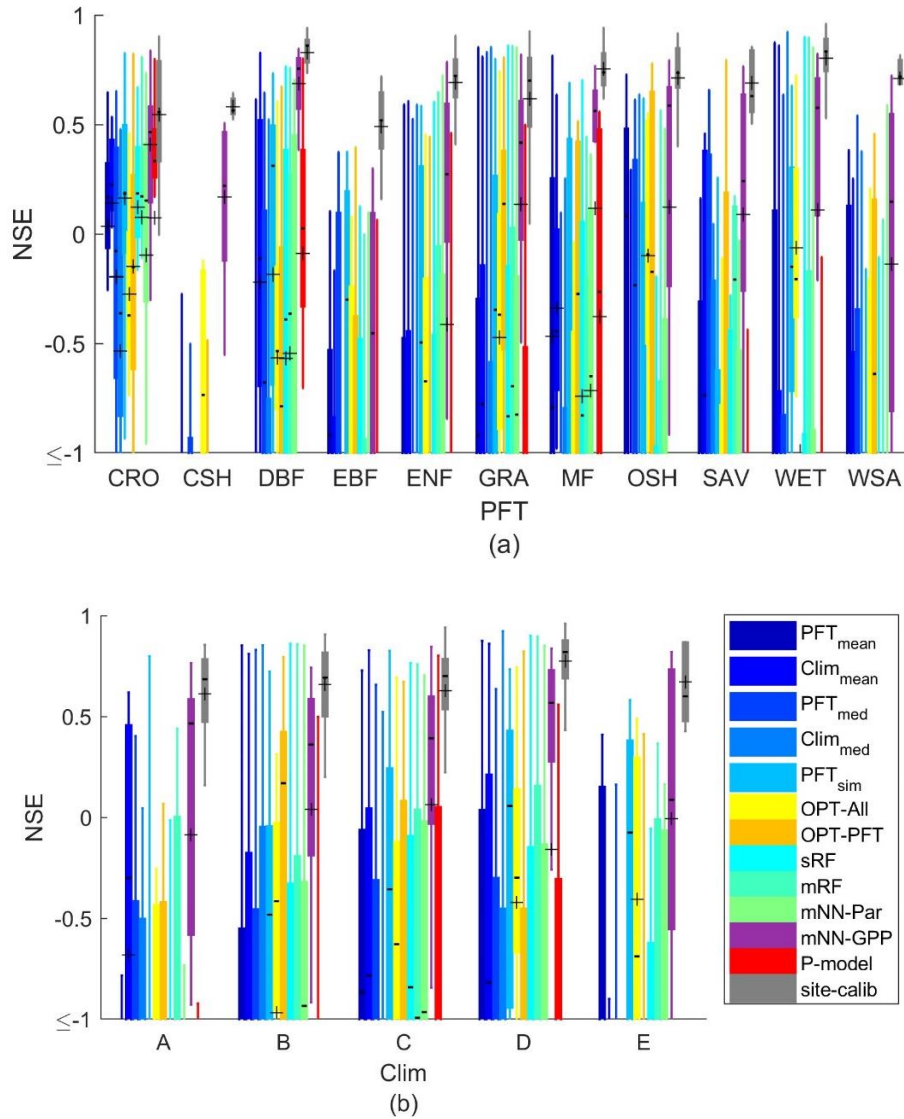 1
0.5
0
-0.5
≤-1
NSE
CRO CSH DBF EBF ENF GRA MF OSH SAV WET WSA
PFT
(a)
1
0.5
0
-0.5
≤-1
NSE
A B C D E
Clim
(b)
PFTmean
Climmean
PFTmed
Climmed
PFTsim
OPT-All
OPT-PFT
sRF
mRF
mNN-Par
mNN-GPP
P-model
site-calib